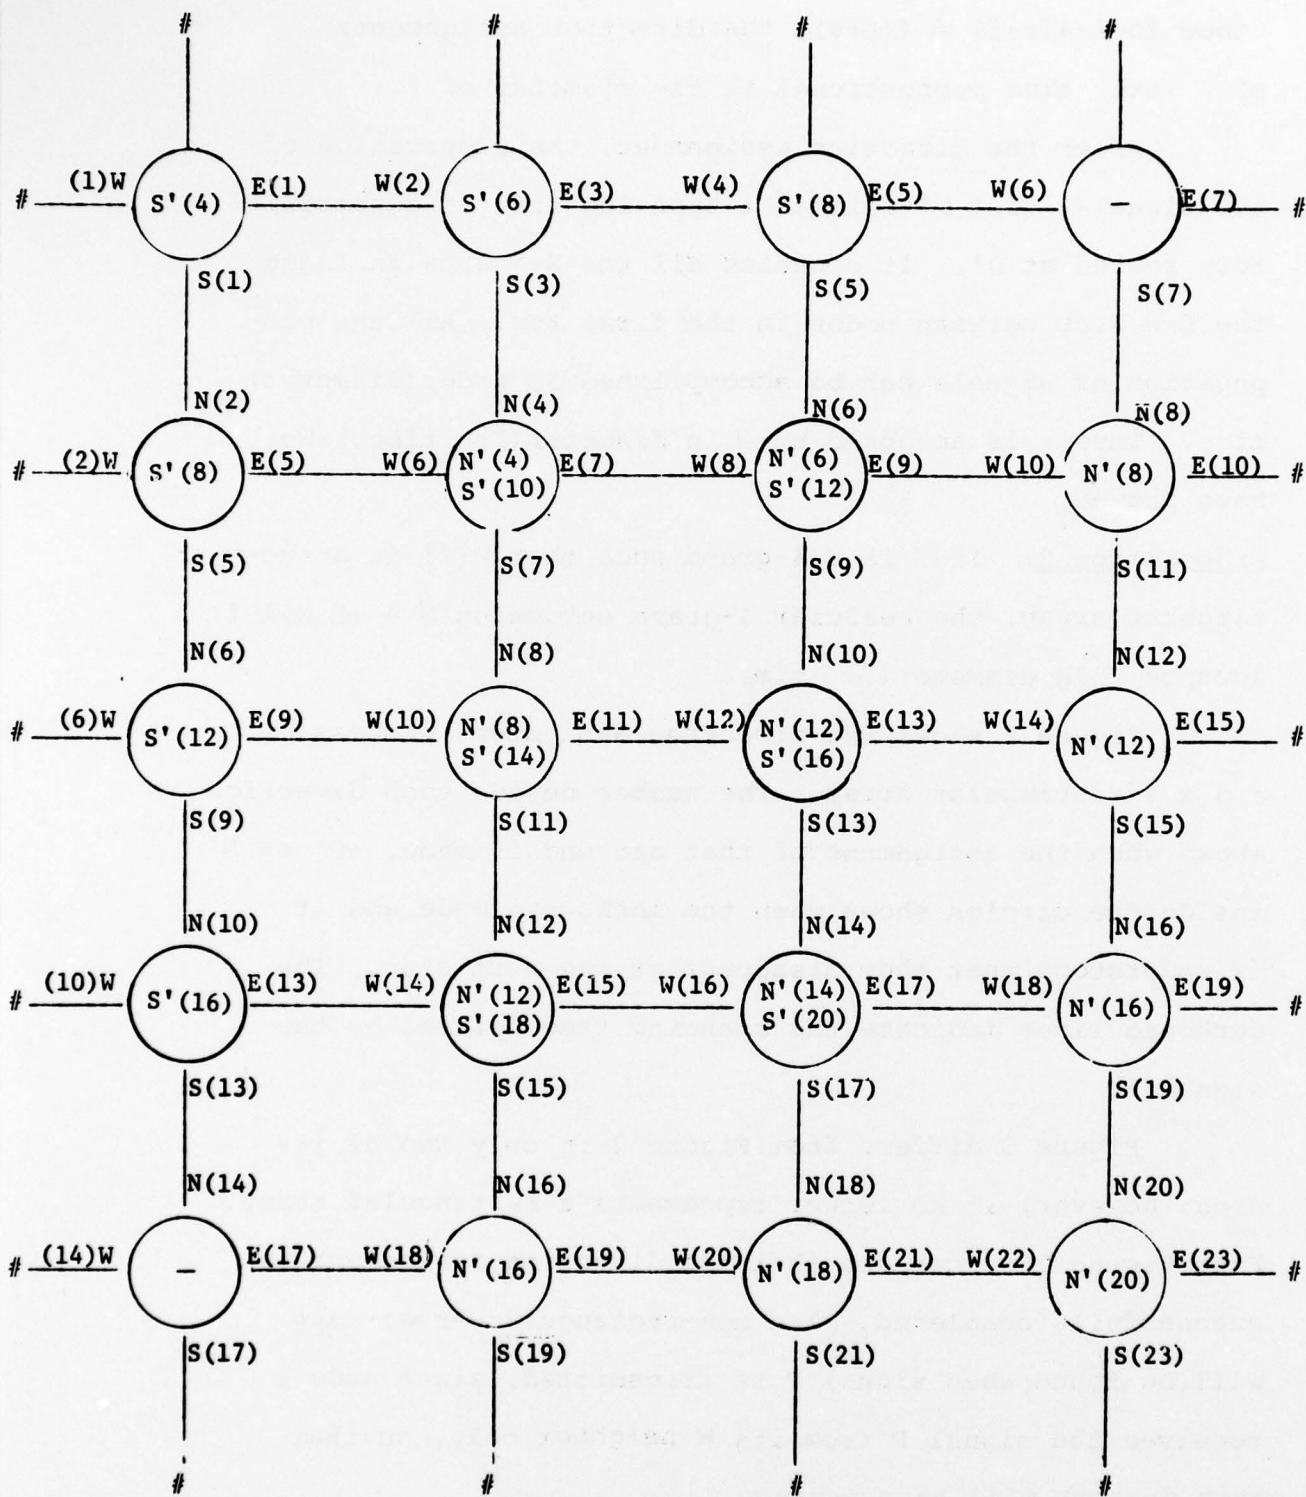 # # # #
# (1)W S'(4) E(1) W(2) S'(6) E(3) W(4) S'(8) E(5) W(6) – E(7) #
S(1) S(3) S(5) S(7)
N(2) N(4) N(6) N(8)
# (2)W S'(8) E(5) W(6) N'(4) E(7) W(8) N'(6) E(9) W(10) N'(8) E(10) #
S'(10) S'(12)
S(5) S(7) S(9) S(11)
N(6) N(8) N(10) N(12)
# (6)W S'(12) E(9) W(10) N'(8) E(11) W(12) N'(12) E(13) W(14) N'(12) E(15) #
S'(14) S'(16)
S(9) S(11) S(13) S(15)
N(10) N(12) N(14) N(16)
# (10)W S'(16) E(13) W(14) N'(12) E(15) W(16) N'(14) E(17) W(18) N'(16) E(19) #
S'(18) S'(20)
S(13) S(15) S(17) S(19)
N(14) N(16) N(18) N(20)
# (14)W – E(17) W(18) N'(16) E(19) W(20) N'(18) E(21) W(22) N'(20) E(23) #
S(17) S(19) S(21) S(23)
# # # #